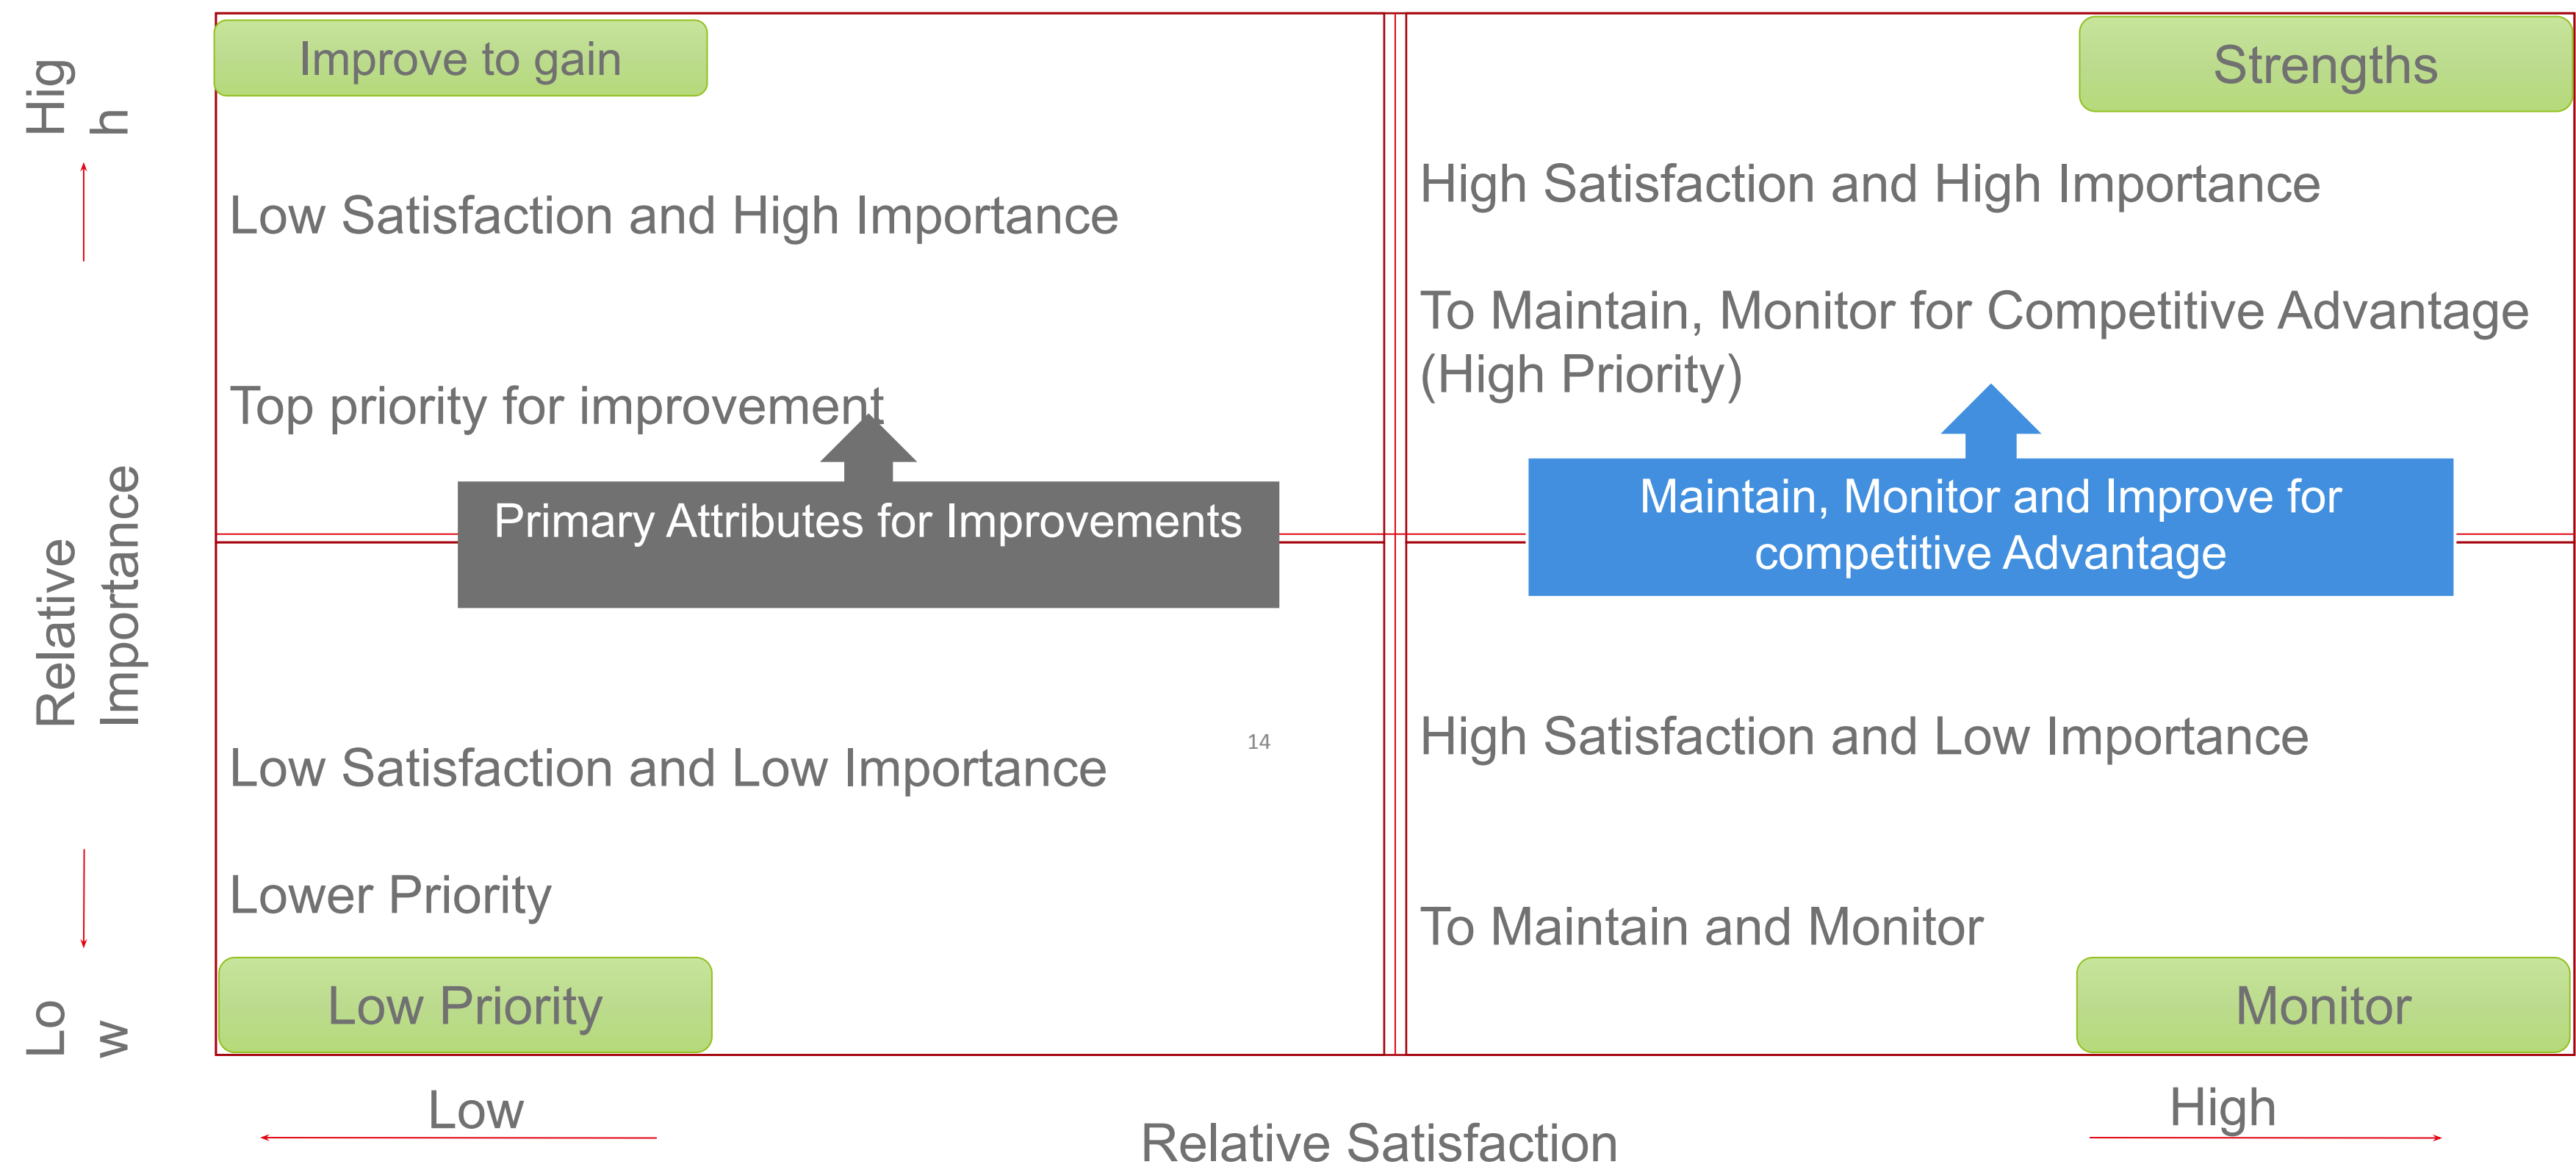 Hig
h
Relative
Importance
Lo
w
Improve to gain
Low Satisfaction and High Importance
Top priority for improvement
Primary Attributes for Improvements
Strengths
High Satisfaction and High Importance
To Maintain, Monitor for Competitive Advantage
(High Priority)
Maintain, Monitor and Improve for
competitive Advantage
Low Satisfaction and Low Importance
14
Lower Priority
Low Priority
High Satisfaction and Low Importance
To Maintain and Monitor
Monitor
Low
Relative Satisfaction
High